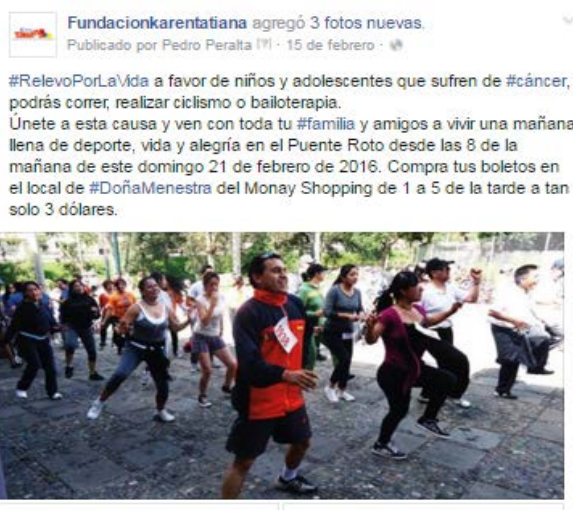 Fundacionkarentatiana agregó 3 fotos nuevas.
Publicado por Pedro Peralta [?] · 15 de febrero ·
#RelevoPorLaVida a favor de niños y adolescentes que sufren de #cáncer,
podrás correr, realizar ciclismo o bailoterapia.
Únete a esta causa y ven con toda tu #familia y amigos a vivir una mañana
llena de deporte, vida y alegría en el Puente Roto desde las 8 de la
mañana de este domingo 21 de febrero de 2016. Compra tus boletos en
el local de #DoñaMenestra del Monay Shopping de 1 a 5 de la tarde a tan
solo 3 dólares.